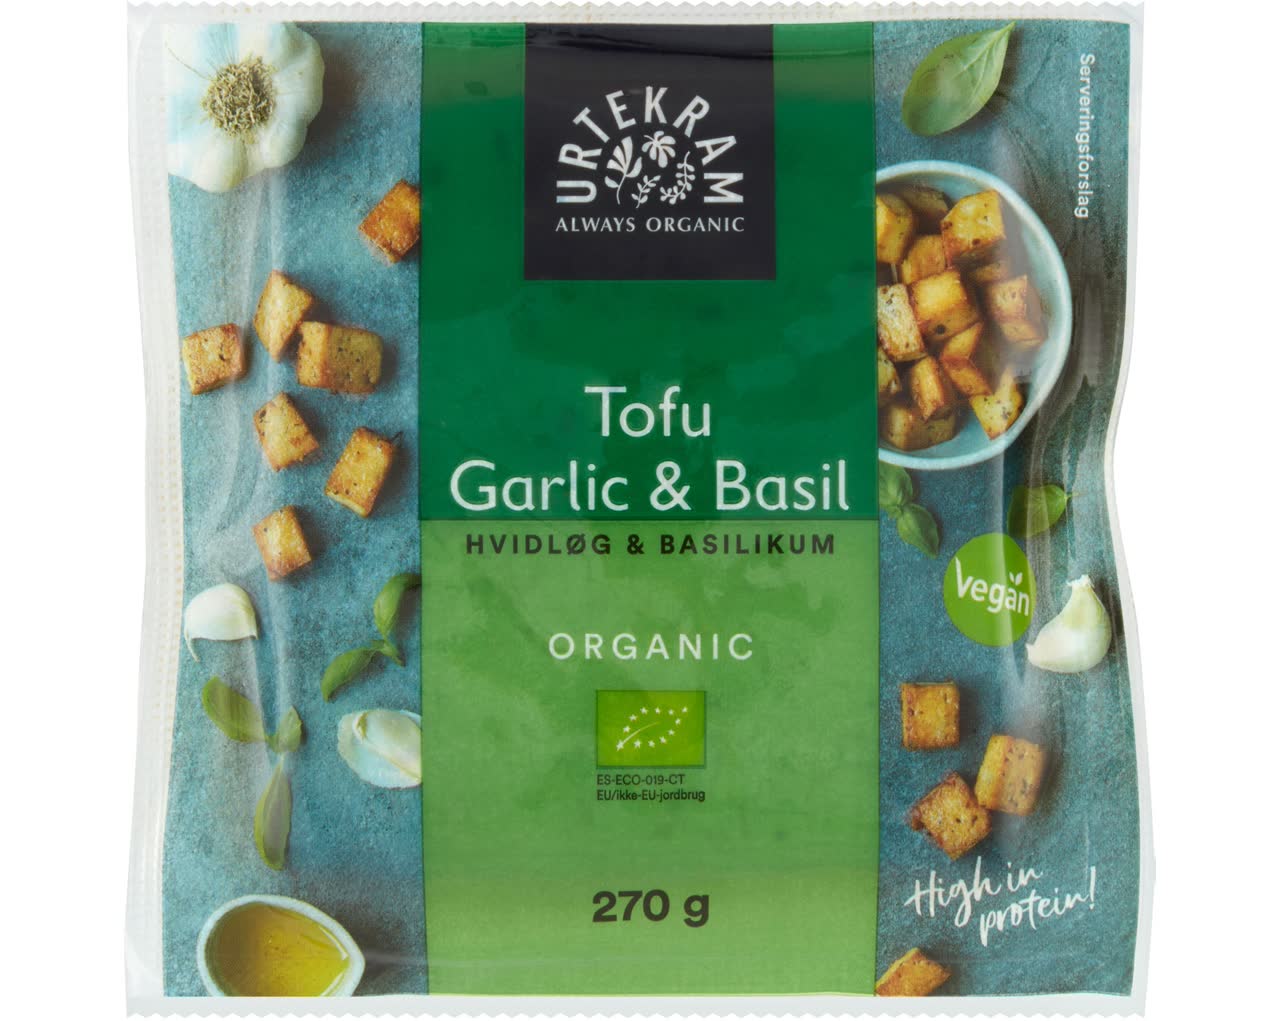 URTEKRAM
ALWAYS ORGANIC
Serveringsforslag
Tofu
Garlic & Basil
HVIDLØG & BASILIKUM
vegan
ORGANIC
ES-ECO-019-CT
EU/ikke-EU-jordbrug
High in
protein!
270 g